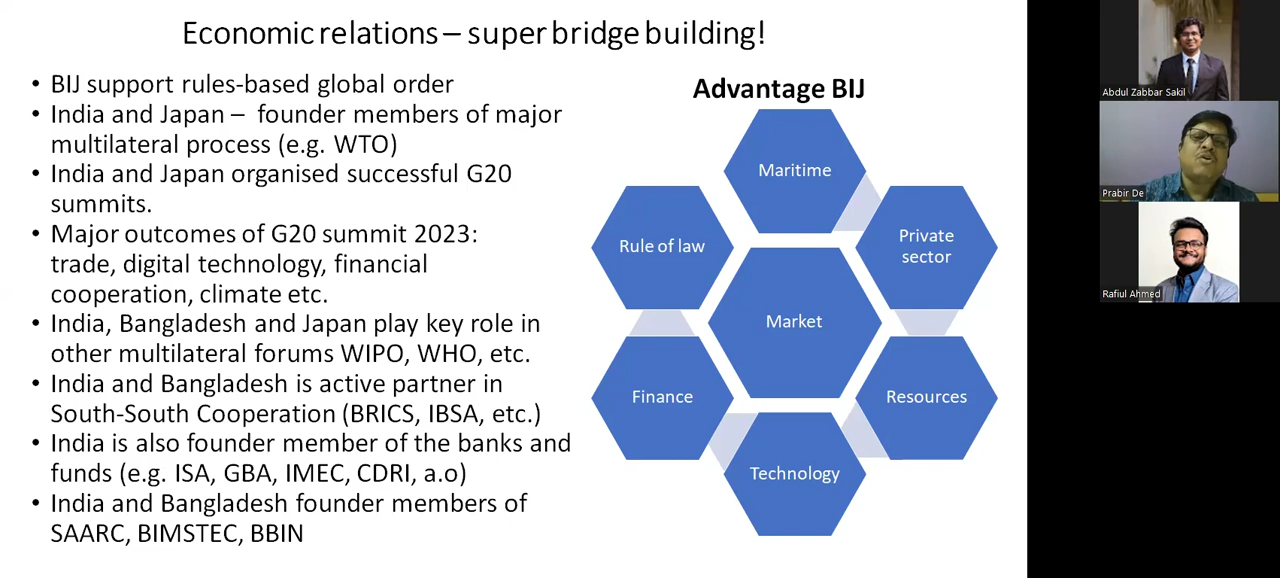 Economic relations – super bridge building!
• BIJ support rules-based global order
• India and Japan – founder members of major
multilateral process (e.g. WTO)
• India and Japan organised successful G20
summits.
• Major outcomes of G20 summit 2023:
trade, digital technology, financial
cooperation, climate etc.
• India, Bangladesh and Japan play key role in
other multilateral forums WIPO, WHO, etc.
• India and Bangladesh is active partner in
South-South Cooperation (BRICS, IBSA, etc.)
• India is also founder member of the banks and
funds (e.g. ISA, GBA, IMEC, CDRI, a.o)
• India and Bangladesh founder members of
SAARC, BIMSTEC, BBIN
Advantage BIJ
Maritime
Private
sector
Resources
Technology
Finance
Rule of law
Market
Abdul Zabbar Sakil
Prabir De
Rafiul Ahmed